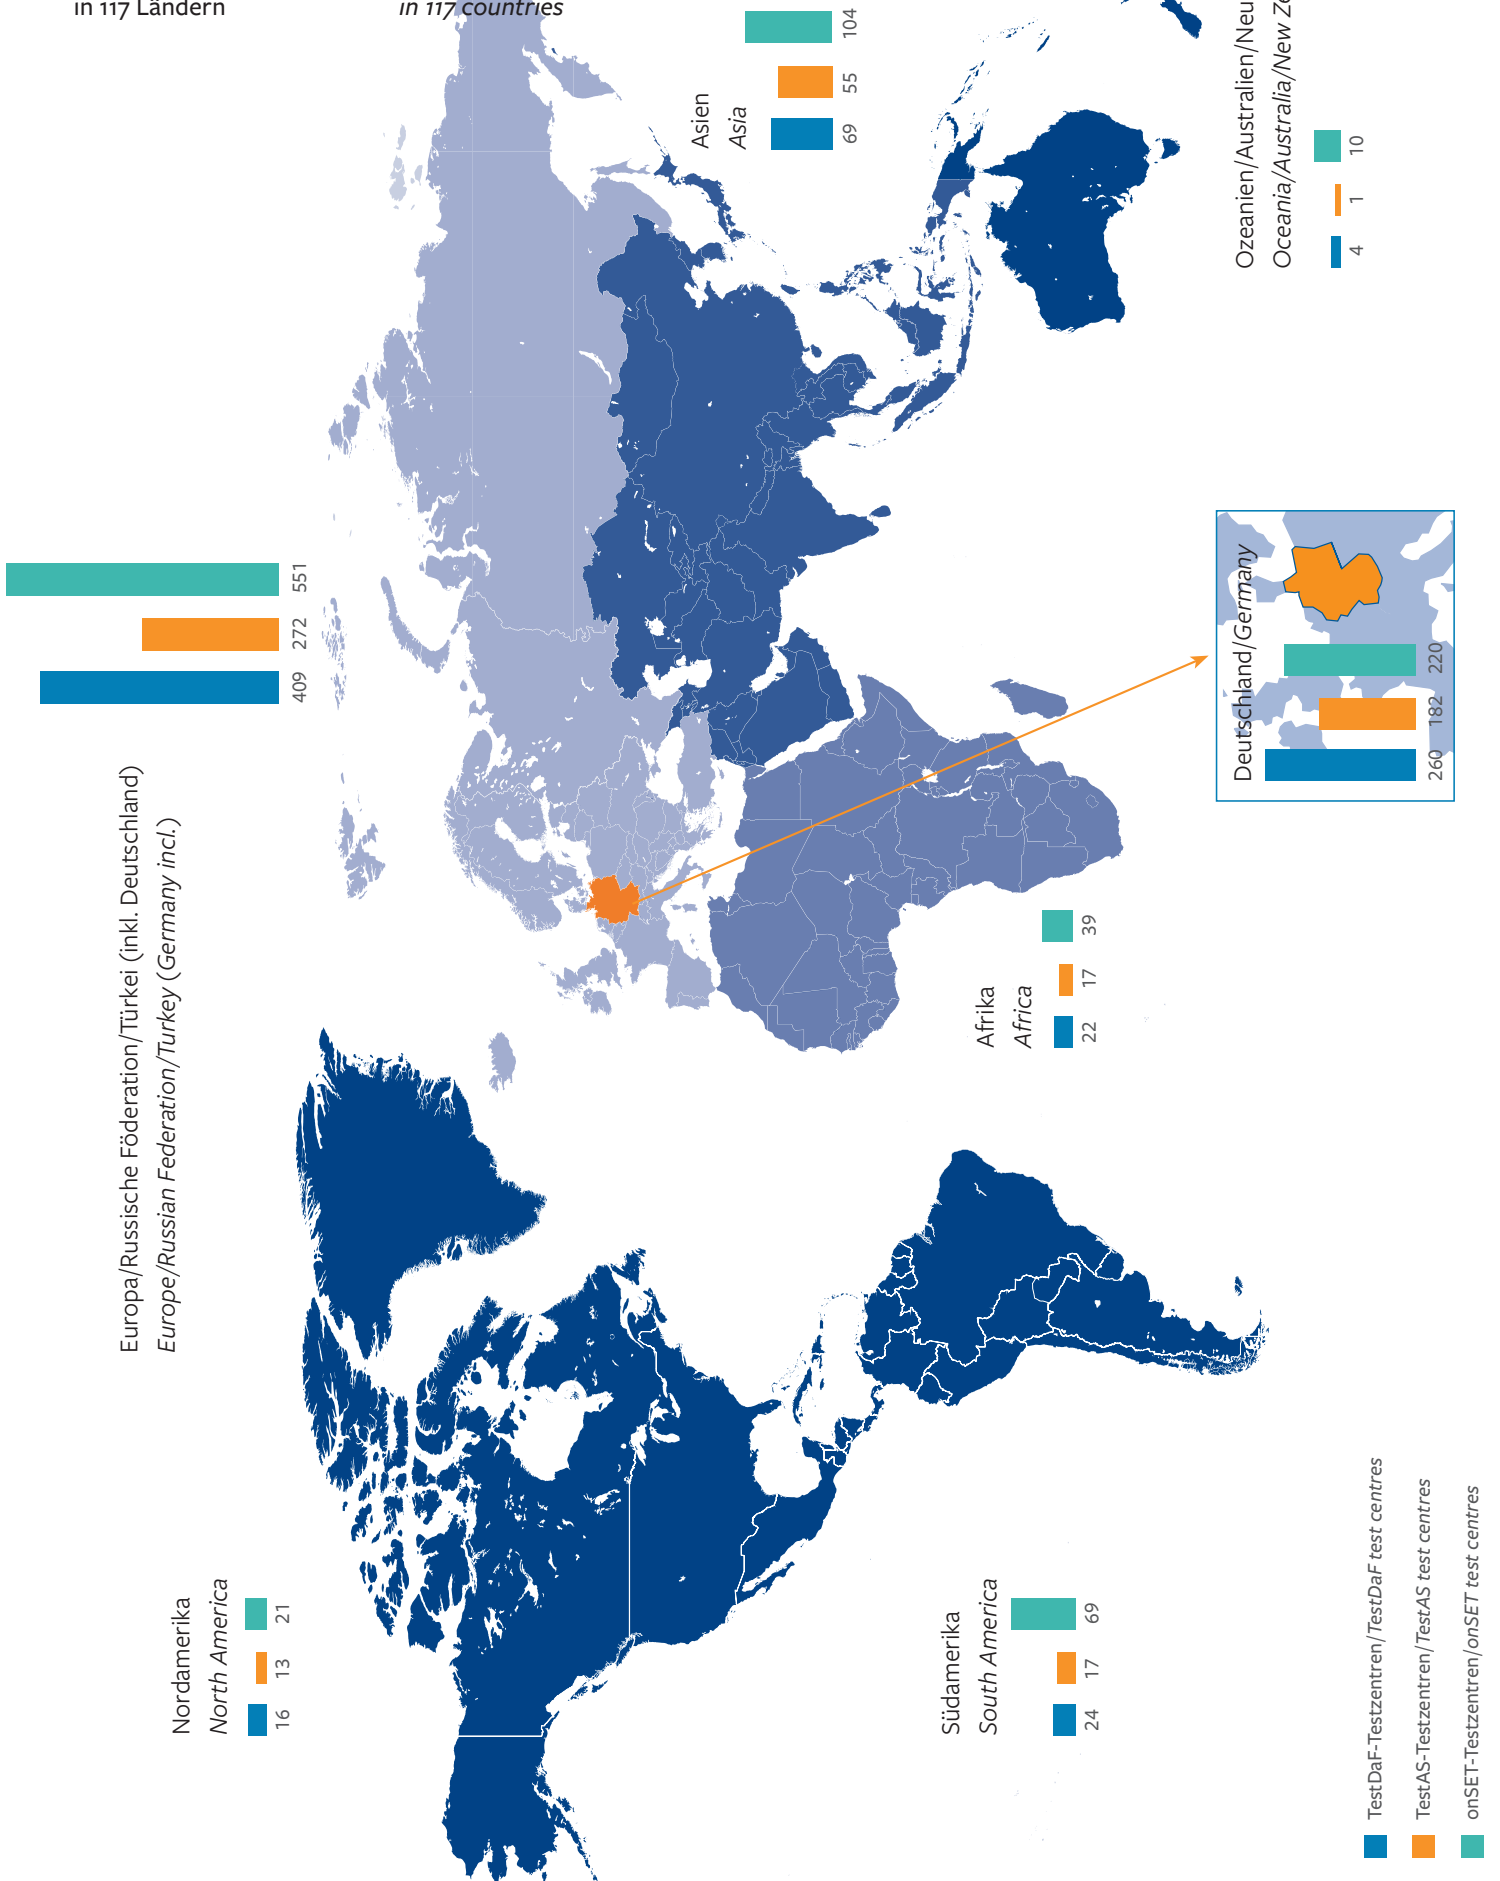 in 117 Ländern
in 117 countries
Europa/Russische Föderation/Türkei (inkl. Deutschland)
Europe/Russian Federation/Turkey (Germany incl.)
409 272 551
Nordamerika
North America
16 13 21
Asien
Asia
69 55 104
Südamerika
South America
24 17 69
Afrika
Africa
22 17 39
Deutschland/Germany
260 182 220
Ozeanien/Australien/Neu
Oceania/Australia/New Ze
4 1 10
TestDaF-Testzentren/TestDaF test centres
TestAS-Testzentren/TestAS test centres
onSET-Testzentren/onSET test centres